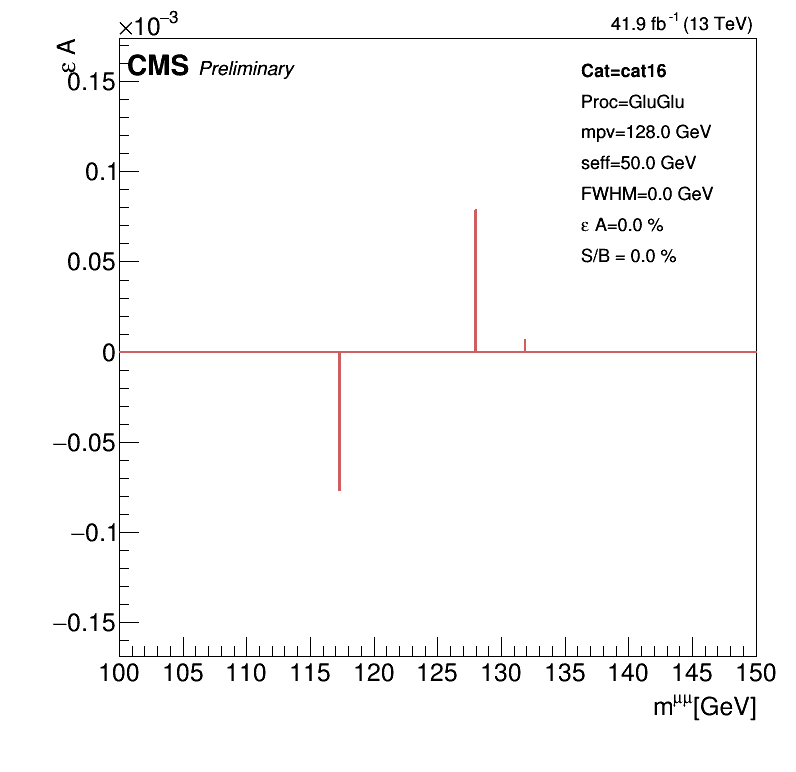 ×10⁻³
41.9 fb⁻¹ (13 TeV)
ε A
CMS Preliminary
Cat=cat16
Proc=GluGlu
mpv=128.0 GeV
seff=50.0 GeV
FWHM=0.0 GeV
ε A=0.0 %
S/B = 0.0 %
0.15
0.1
0.05
0
−0.05
−0.1
−0.15
100 105 110 115 120 125 130 135 140 145 150
m^μμ[GeV]